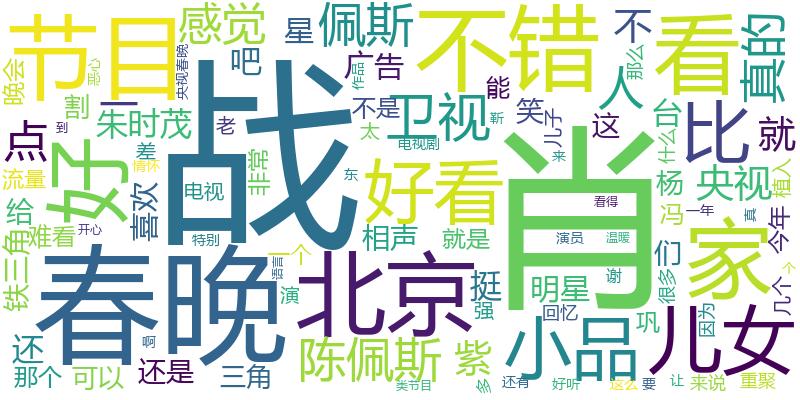 节目
感觉
星
佩斯
不错
不
看
真的
晚会
恶心
央视春晚
吧
广告
作品
能
人
那么
割
一
战
不是
卫视
笑
儿子
这
台
比
就
点
朱时茂
老
太
靳
什么
到
好
差
电视剧
来
肖
流量
情怀
非常
电视
东
好看
看得
杨
央视
植入
给
喜欢
冯
一年
真
今年
铁三角
难看
开心
特别
相声
就是
演员
温暖
们
家
春晚
一个
语言
北京
挺
明星
谢
很多
个
几个
演
强
回忆
巩
因为
儿女
还
啊
陈佩斯
紫
小品
那个
可以
还是
三角
类节目
多
还有
好听
这么
要
让
来说
重聚